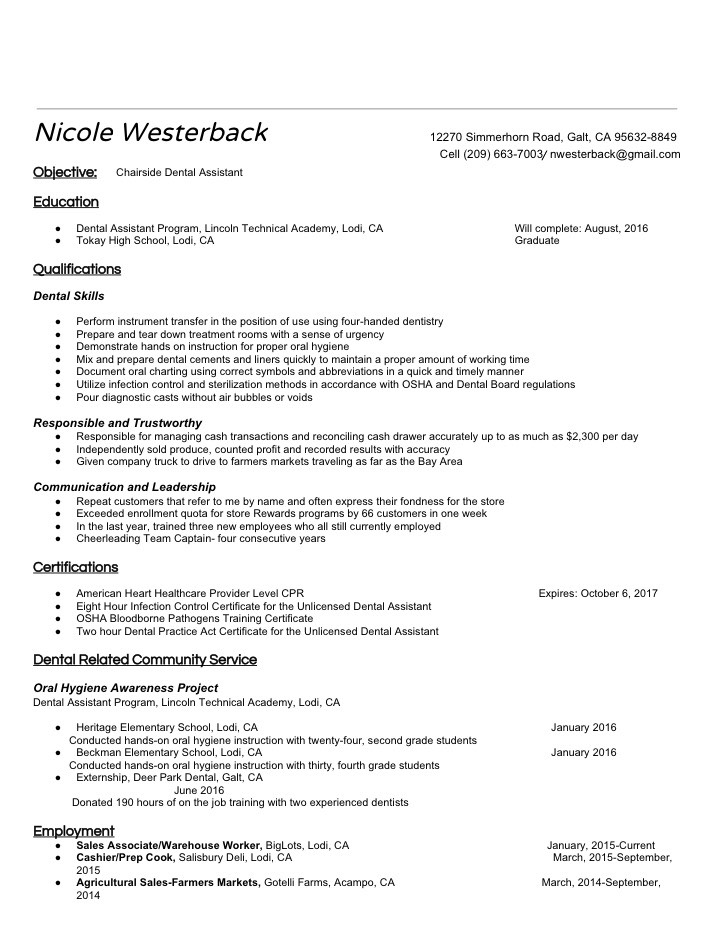 Nicole Westerback
12270 Simmerhorn Road, Galt, CA 95632-8849
Cell (209) 663-7003/ nwesterback@gmail.com
Objective: Chairside Dental Assistant
Education
● Dental Assistant Program, Lincoln Technical Academy, Lodi, CA Will complete: August, 2016
● Tokay High School, Lodi, CA Graduate
Qualifications
Dental Skills
● Perform instrument transfer in the position of use using four-handed dentistry
● Prepare and tear down treatment rooms with a sense of urgency
● Demonstrate hands on instruction for proper oral hygiene
● Mix and prepare dental cements and liners quickly to maintain a proper amount of working time
● Document oral charting using correct symbols and abbreviations in a quick and timely manner
● Utilize infection control and sterilization methods in accordance with OSHA and Dental Board regulations
● Pour diagnostic casts without air bubbles or voids
Responsible and Trustworthy
● Responsible for managing cash transactions and reconciling cash drawer accurately up to as much as $2,300 per day
● Independently sold produce, counted profit and recorded results with accuracy
● Given company truck to drive to farmers markets traveling as far as the Bay Area
Communication and Leadership
● Repeat customers that refer to me by name and often express their fondness for the store
● Exceeded enrollment quota for store Rewards programs by 66 customers in one week
● In the last year, trained three new employees who all still currently employed
● Cheerleading Team Captain- four consecutive years
Certifications
● American Heart Healthcare Provider Level CPR Expires: October 6, 2017
● Eight Hour Infection Control Certificate for the Unlicensed Dental Assistant
● OSHA Bloodborne Pathogens Training Certificate
● Two hour Dental Practice Act Certificate for the Unlicensed Dental Assistant
Dental Related Community Service
Oral Hygiene Awareness Project
Dental Assistant Program, Lincoln Technical Academy, Lodi, CA
● Heritage Elementary School, Lodi, CA January 2016
Conducted hands-on oral hygiene instruction with twenty-four, second grade students
● Beckman Elementary School, Lodi, CA January 2016
Conducted hands-on oral hygiene instruction with thirty, fourth grade students
● Externship, Deer Park Dental, Galt, CA
June 2016
Donated 190 hours of on the job training with two experienced dentists
Employment
● Sales Associate/Warehouse Worker, BigLots, Lodi, CA January, 2015-Current
● Cashier/Prep Cook, Salisbury Deli, Lodi, CA March, 2015-September,
2015
● Agricultural Sales-Farmers Markets, Gotelli Farms, Acampo, CA March, 2014-September,
2014